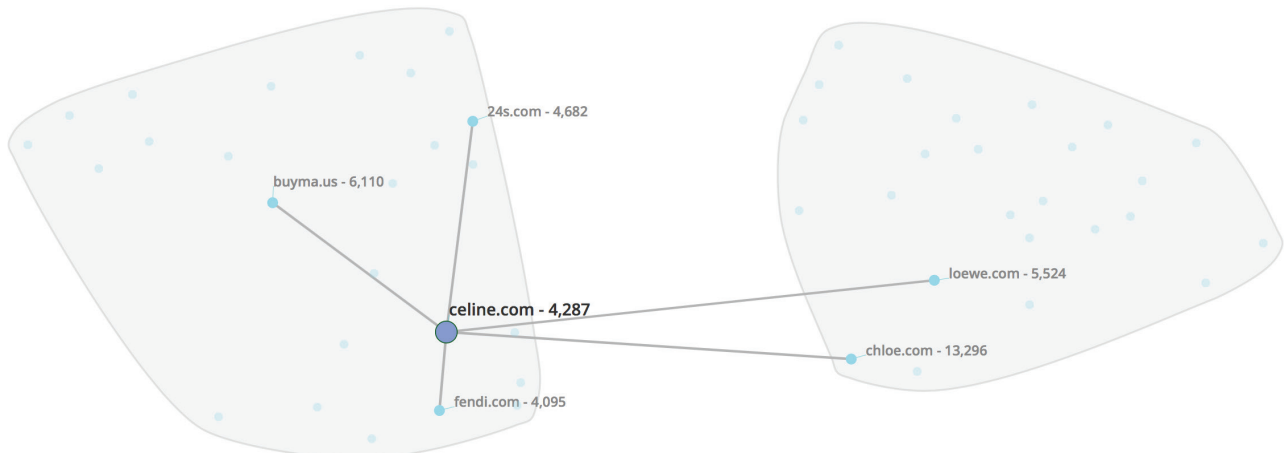 24s.com - 4,682
buyma.us - 6,110
loewe.com - 5,524
celine.com - 4,287
chloe.com - 13,296
fendi.com - 4,095